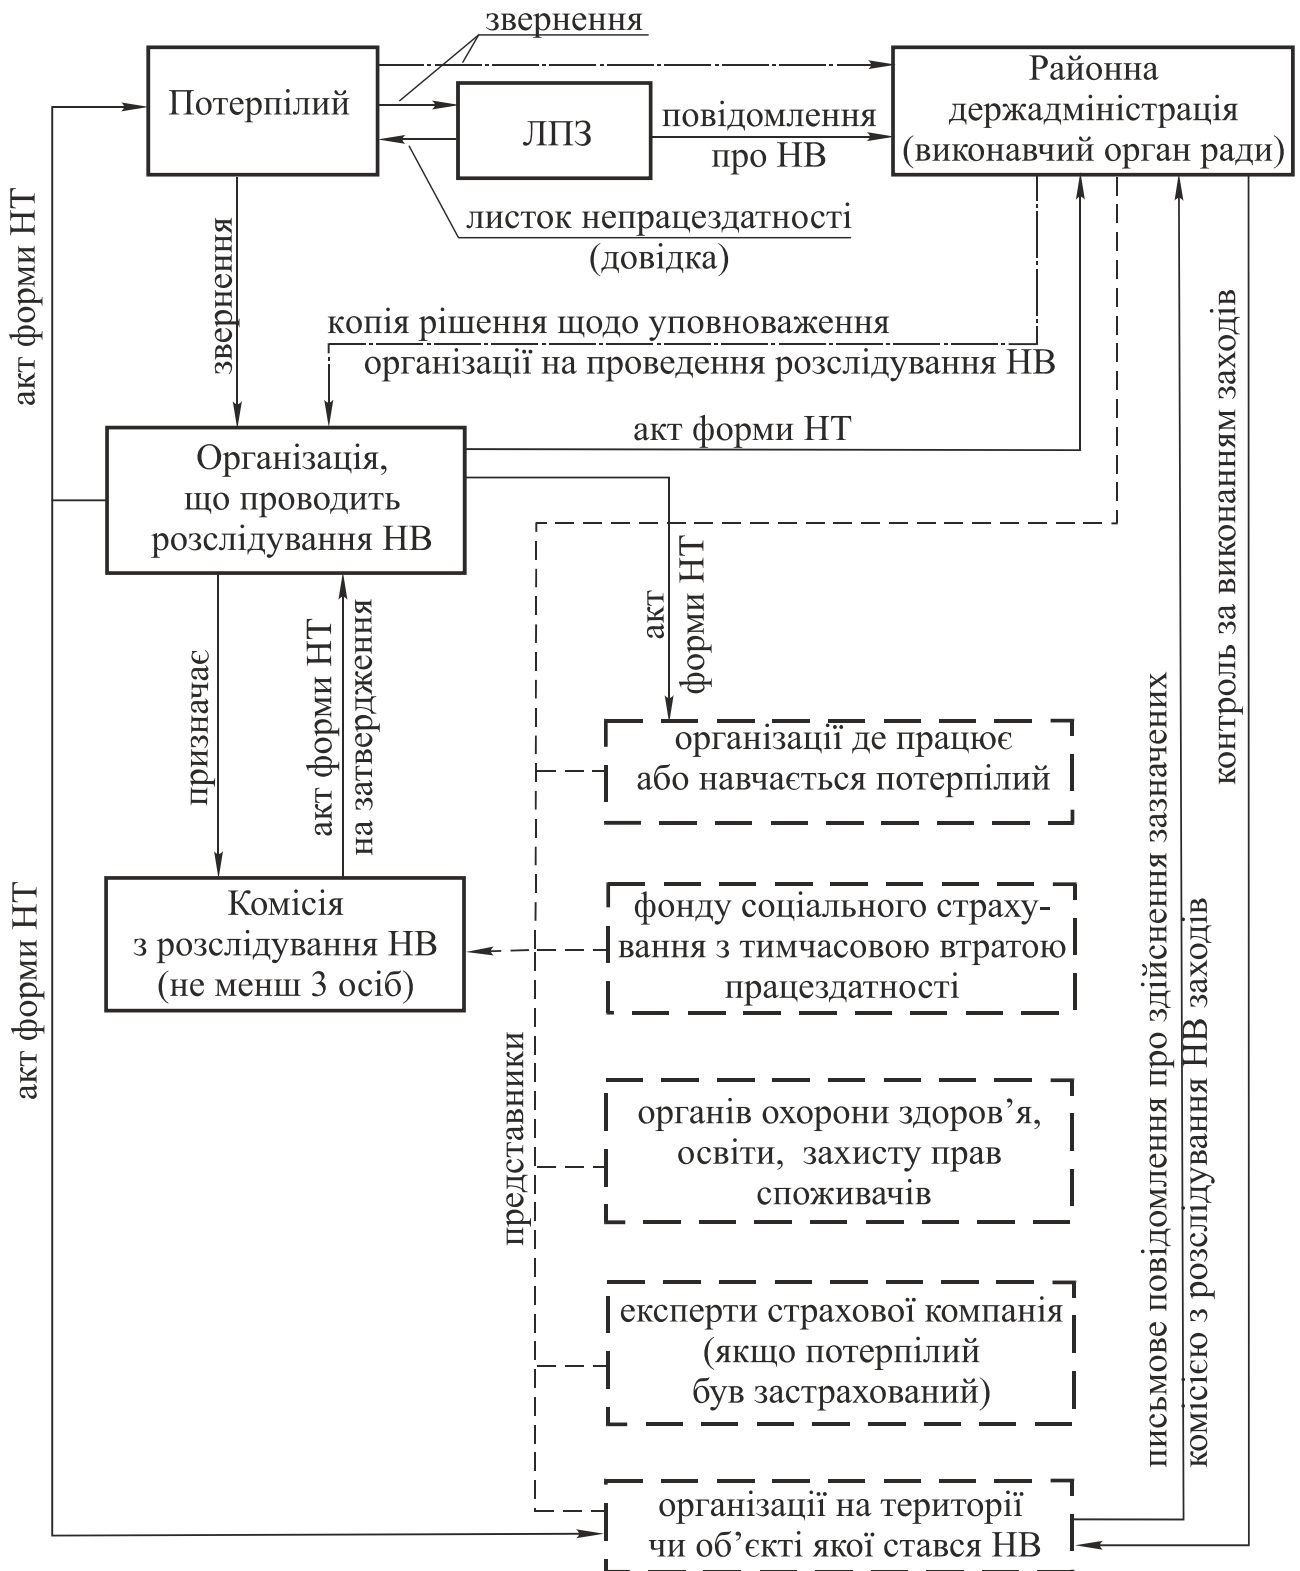 звернення
Потерпілий
ЛПЗ
повідомлення
про НВ
Районна
держадміністрація
(виконавчий орган ради)
листок непрацездатності
(довідка)
акт форми НТ
звернення
копія рішення щодо уповноваження
організації на проведення розслідування НВ
акт форми НТ
Організація,
що проводить
розслідування НВ
акт
форми НТ
призначає
акт форми НТ
на затвердження
контроль за виконанням заходів
організації де працює
або навчається потерпілий
Комісія
з розслідування НВ
(не менш 3 осіб)
фонду соціального страху-
вання з тимчасовою втратою
працездатності
акт форми НТ
представники
органів охорони здоров’я,
освіти, захисту прав
споживачів
письмове повідомлення про здійснення зазначених
комісією з розслідування НВ заходів
експерти страхової компанія
(якщо потерпілий
був застрахований)
організації на території
чи об’єкті якої стався НВ